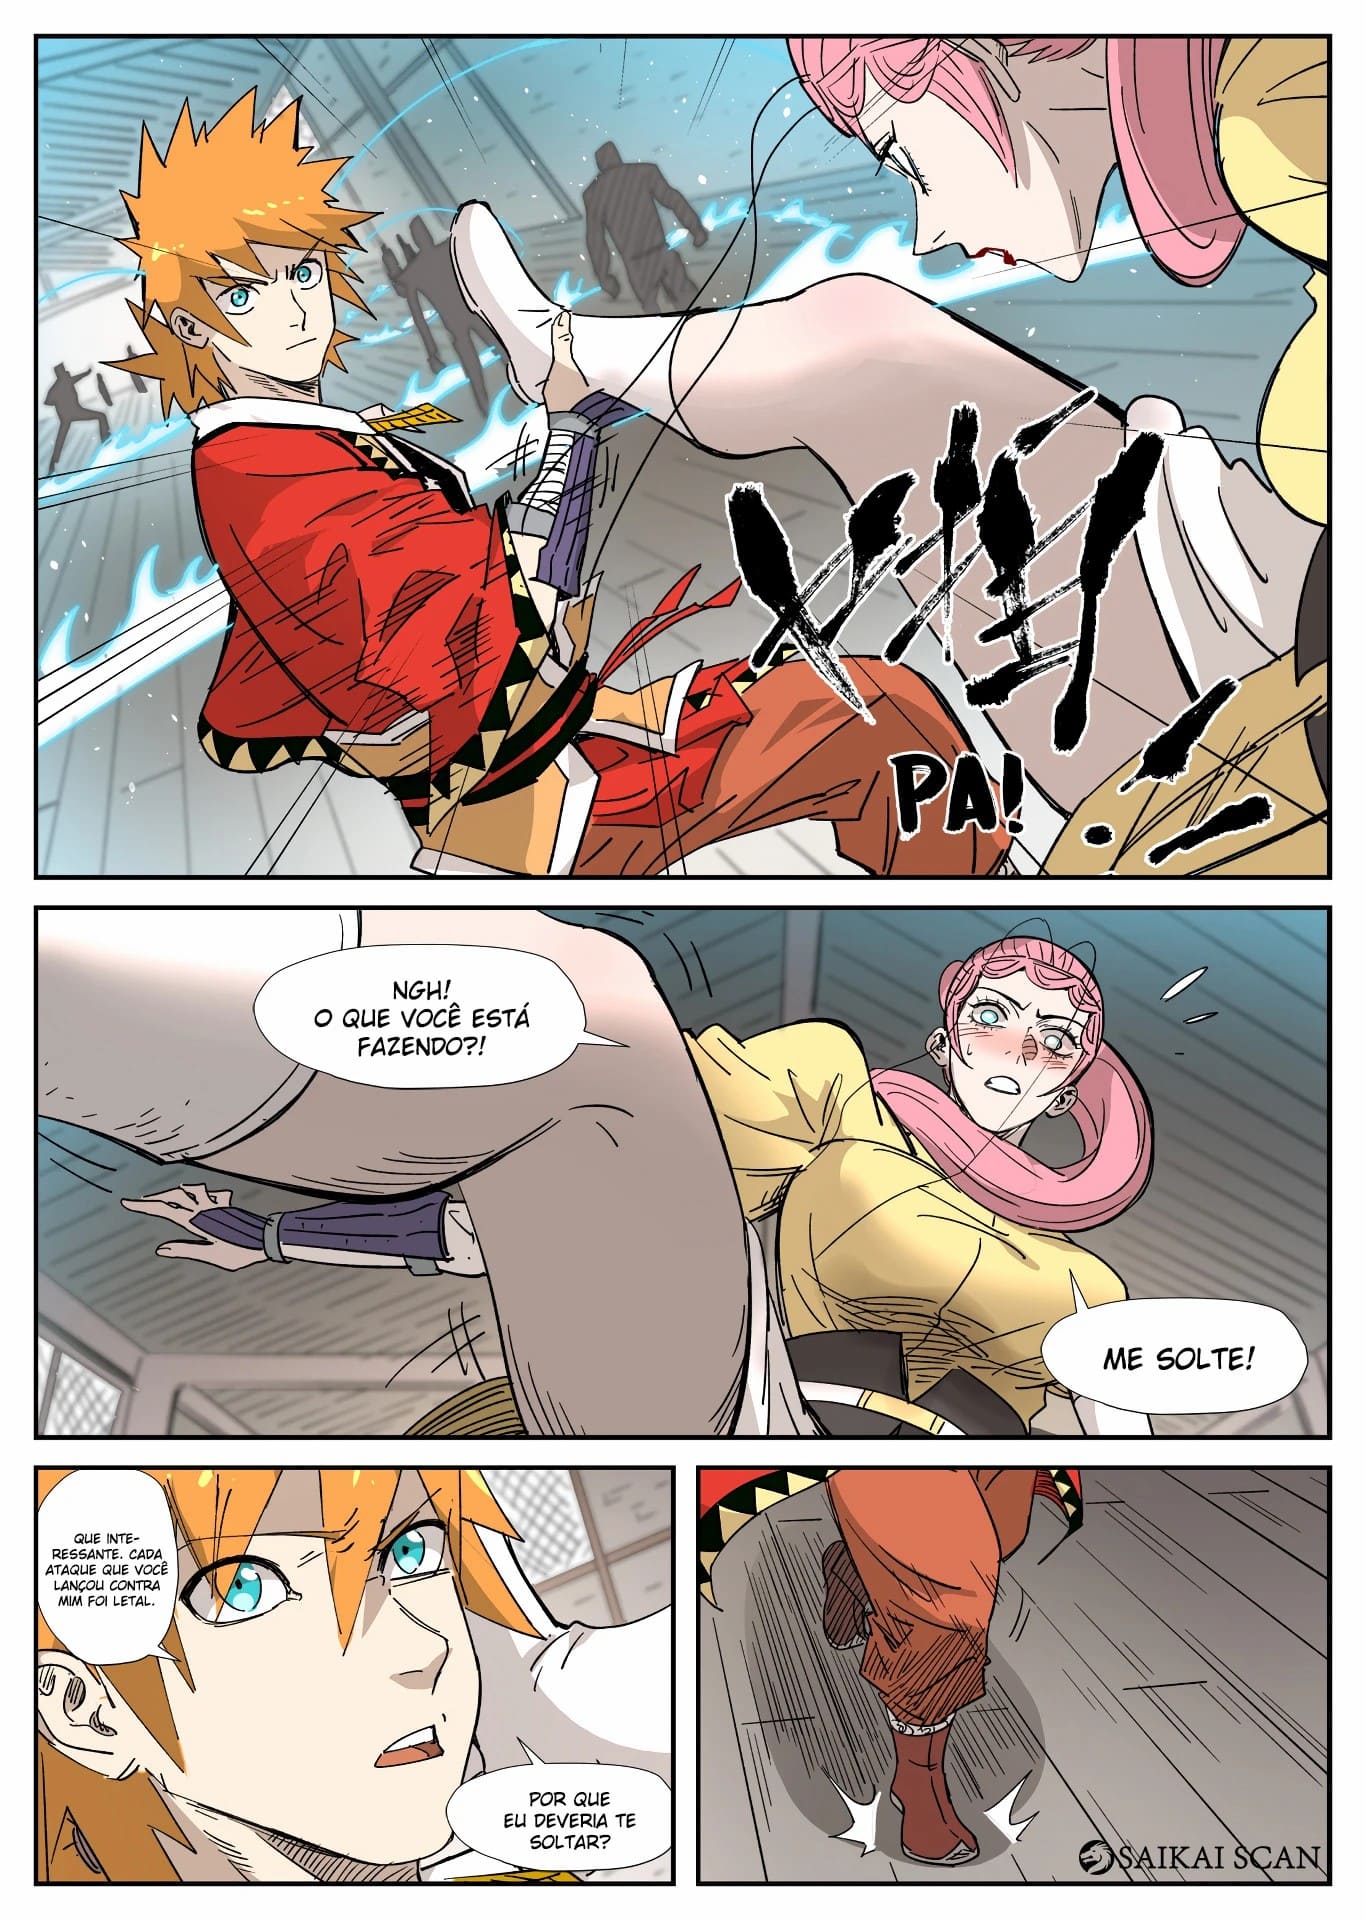 PA!
NGH!
O QUE VOCÊ ESTÁ
FAZENDO?!
ME SOLTE!
QUE INTE-
RESSANTE. CADA
ATAQUE QUE VOCÊ
LANÇOU CONTRA
MIM FOI LETAL.
POR QUE
EU DEVERIA TE
SOLTAR?
SAIKAI SCAN